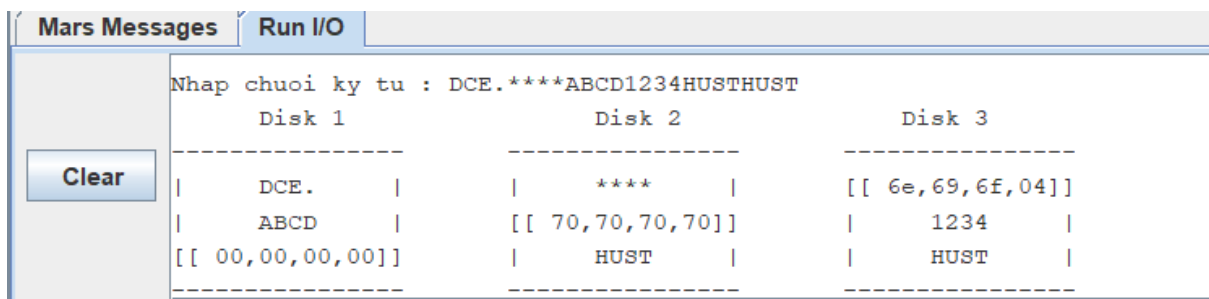 Mars Messages Run I/O
Nhap chuoi ky tu : DCE.****ABCD1234HUSTHUST
Disk 1 Disk 2 Disk 3
---------------- ---------------- ----------------
Clear
| DCE. | | **** | [[ 6e,69,6f,04]]
| ABCD | [[ 70,70,70,70]] | 1234 |
[[ 00,00,00,00]] | HUST | | HUST |
---------------- ---------------- ----------------